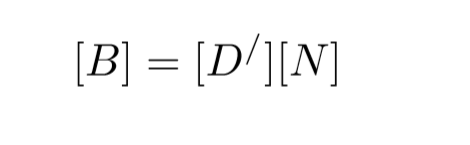 [B] = [D′][N]